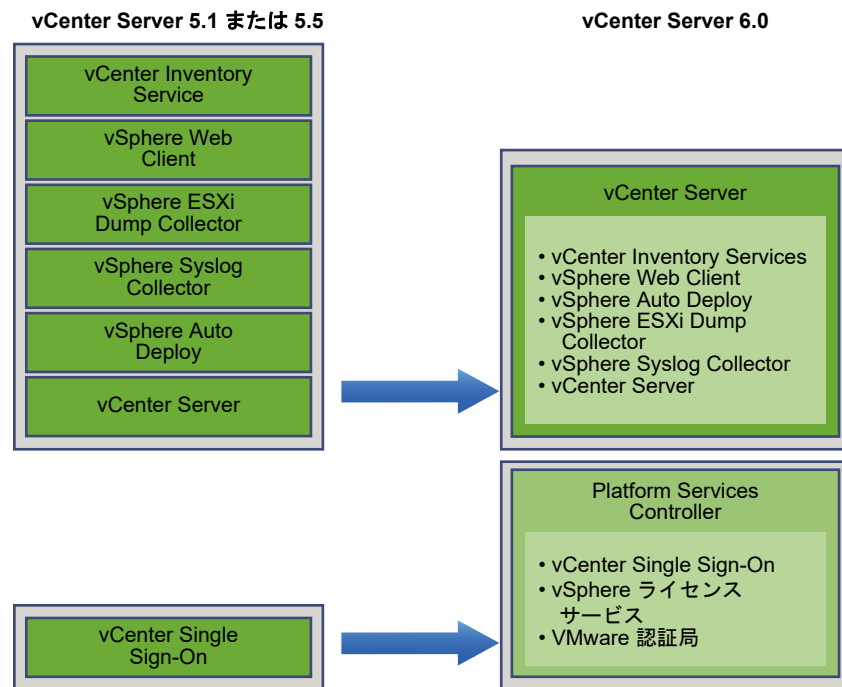 vCenter Server 5.1 または 5.5
vCenter Inventory
Service
vSphere Web
Client
vSphere ESXi
Dump Collector
vSphere Syslog
Collector
vSphere Auto
Deploy
vCenter Server
vCenter Single
Sign-On
vCenter Server 6.0
vCenter Server
• vCenter Inventory Services
• vSphere Web Client
• vSphere Auto Deploy
• vSphere ESXi Dump
Collector
• vSphere Syslog Collector
• vCenter Server
Platform Services
Controller
• vCenter Single Sign-On
• vSphere ライセンス
サービス
• VMware 認証局